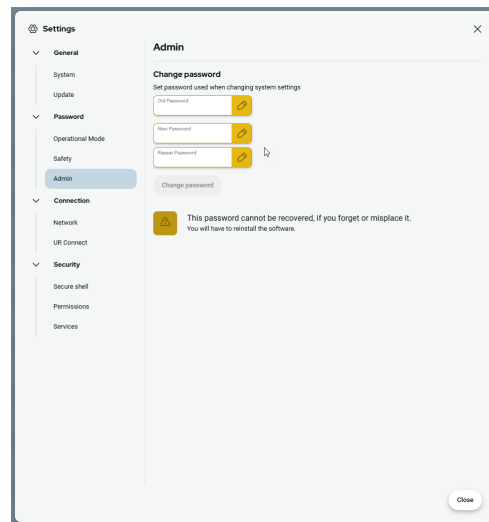 Settings
General
System
Update
Password
Operational Mode
Safety
Admin
Connection
Network
UR Connect
Security
Secure shell
Permissions
Services
Admin
Change password
Set password used when changing system settings
Old Password
New Password
Repeat Password
Change password
This password cannot be recovered, if you forget or misplace it.
You will have to reinstall the software.
Close